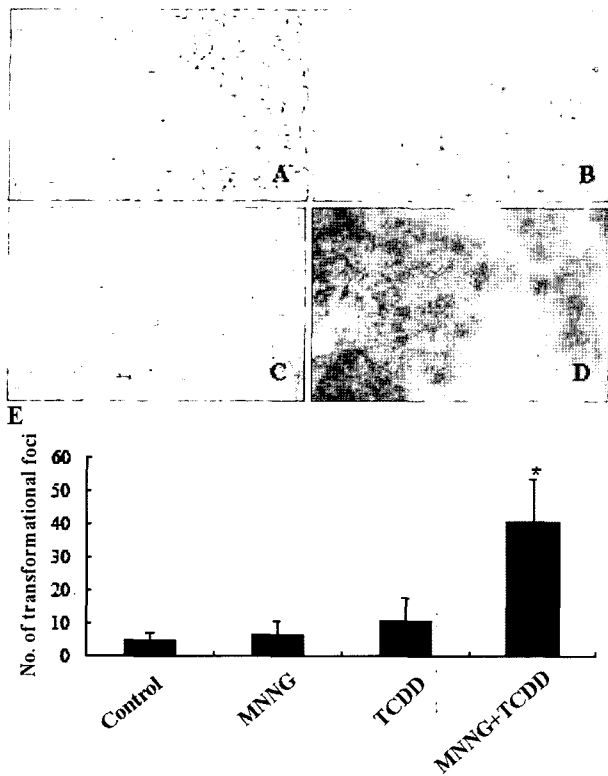 A
B
C
D
E
No. of transformational foci
60
50
40
30
20
10
0
*
Control
MNNG
TCDD
MNNG+TCDD